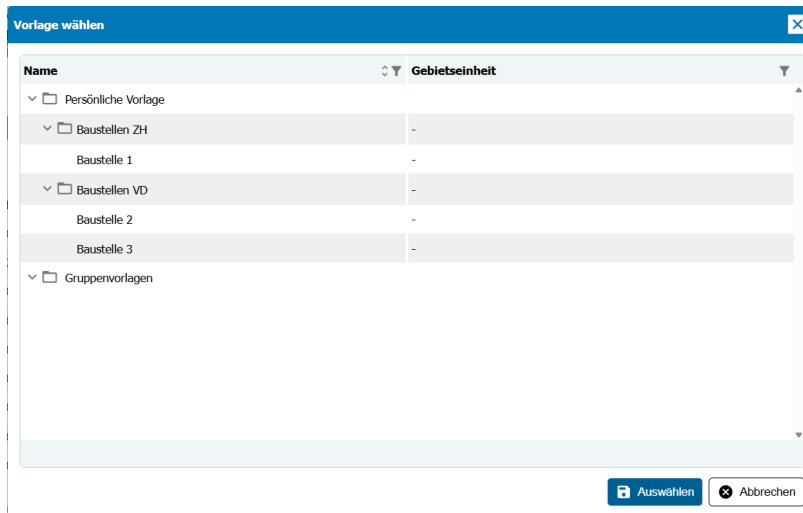 Vorlage wählen
Name Gebietseinheit
Persönliche Vorlage
Baustellen ZH -
Baustelle 1 -
Baustellen VD -
Baustelle 2 -
Baustelle 3 -
Gruppenvorlagen
Auswählen Abbrechen